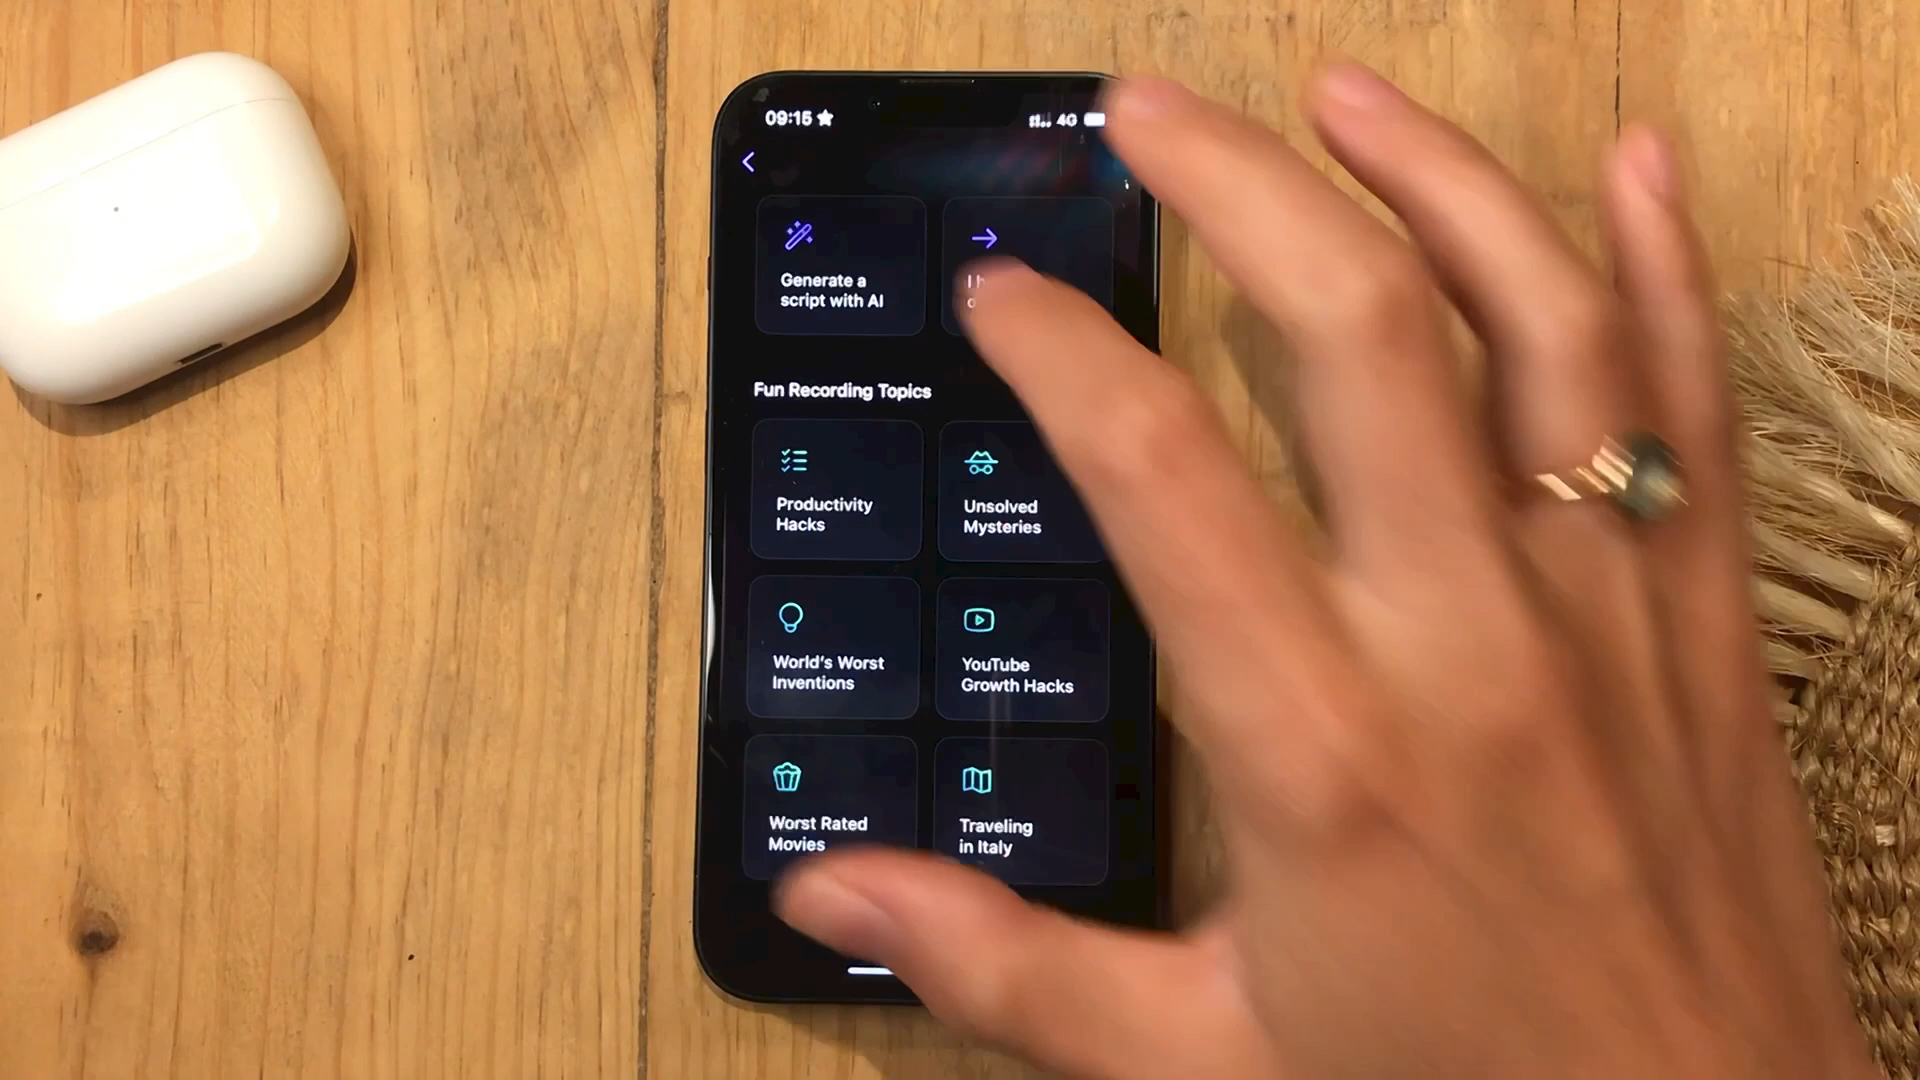 09:15
4G
Generate a
script with AI
I
Fun Recording Topics
Productivity
Hacks
Unsolved
Mysteries
World's Worst
Inventions
YouTube
Growth Hacks
Worst Rated
Movies
Traveling
in Italy